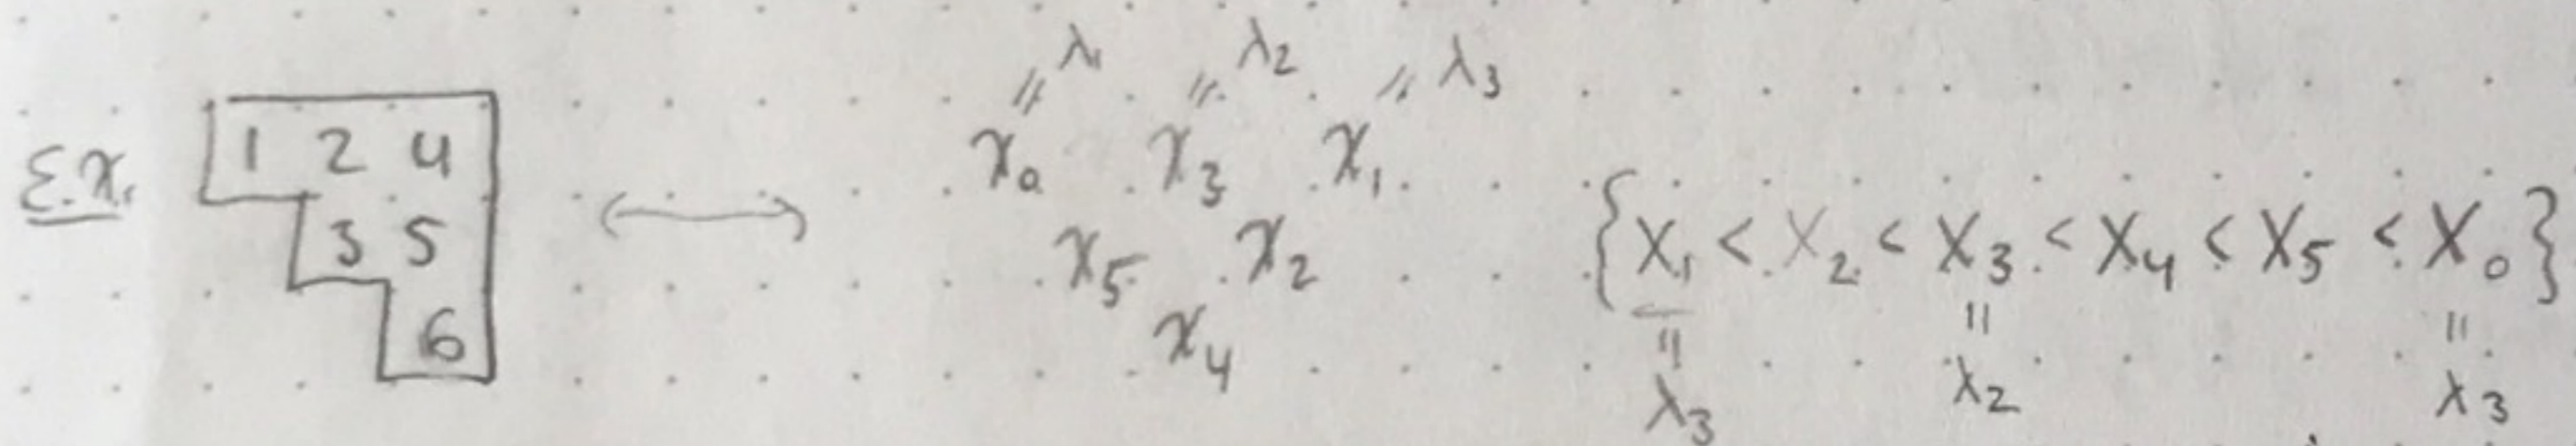 λ₁ λ₂ λ₃
= = =
Ex. 1 2 4 ⟷ x₀ x₃ x₁
3 5 x₅ x₂ {x₁ < x₂ < x₃ < x₄ < x₅ < x₀}
6 x₄ = = =
λ₃ λ₂ λ₃